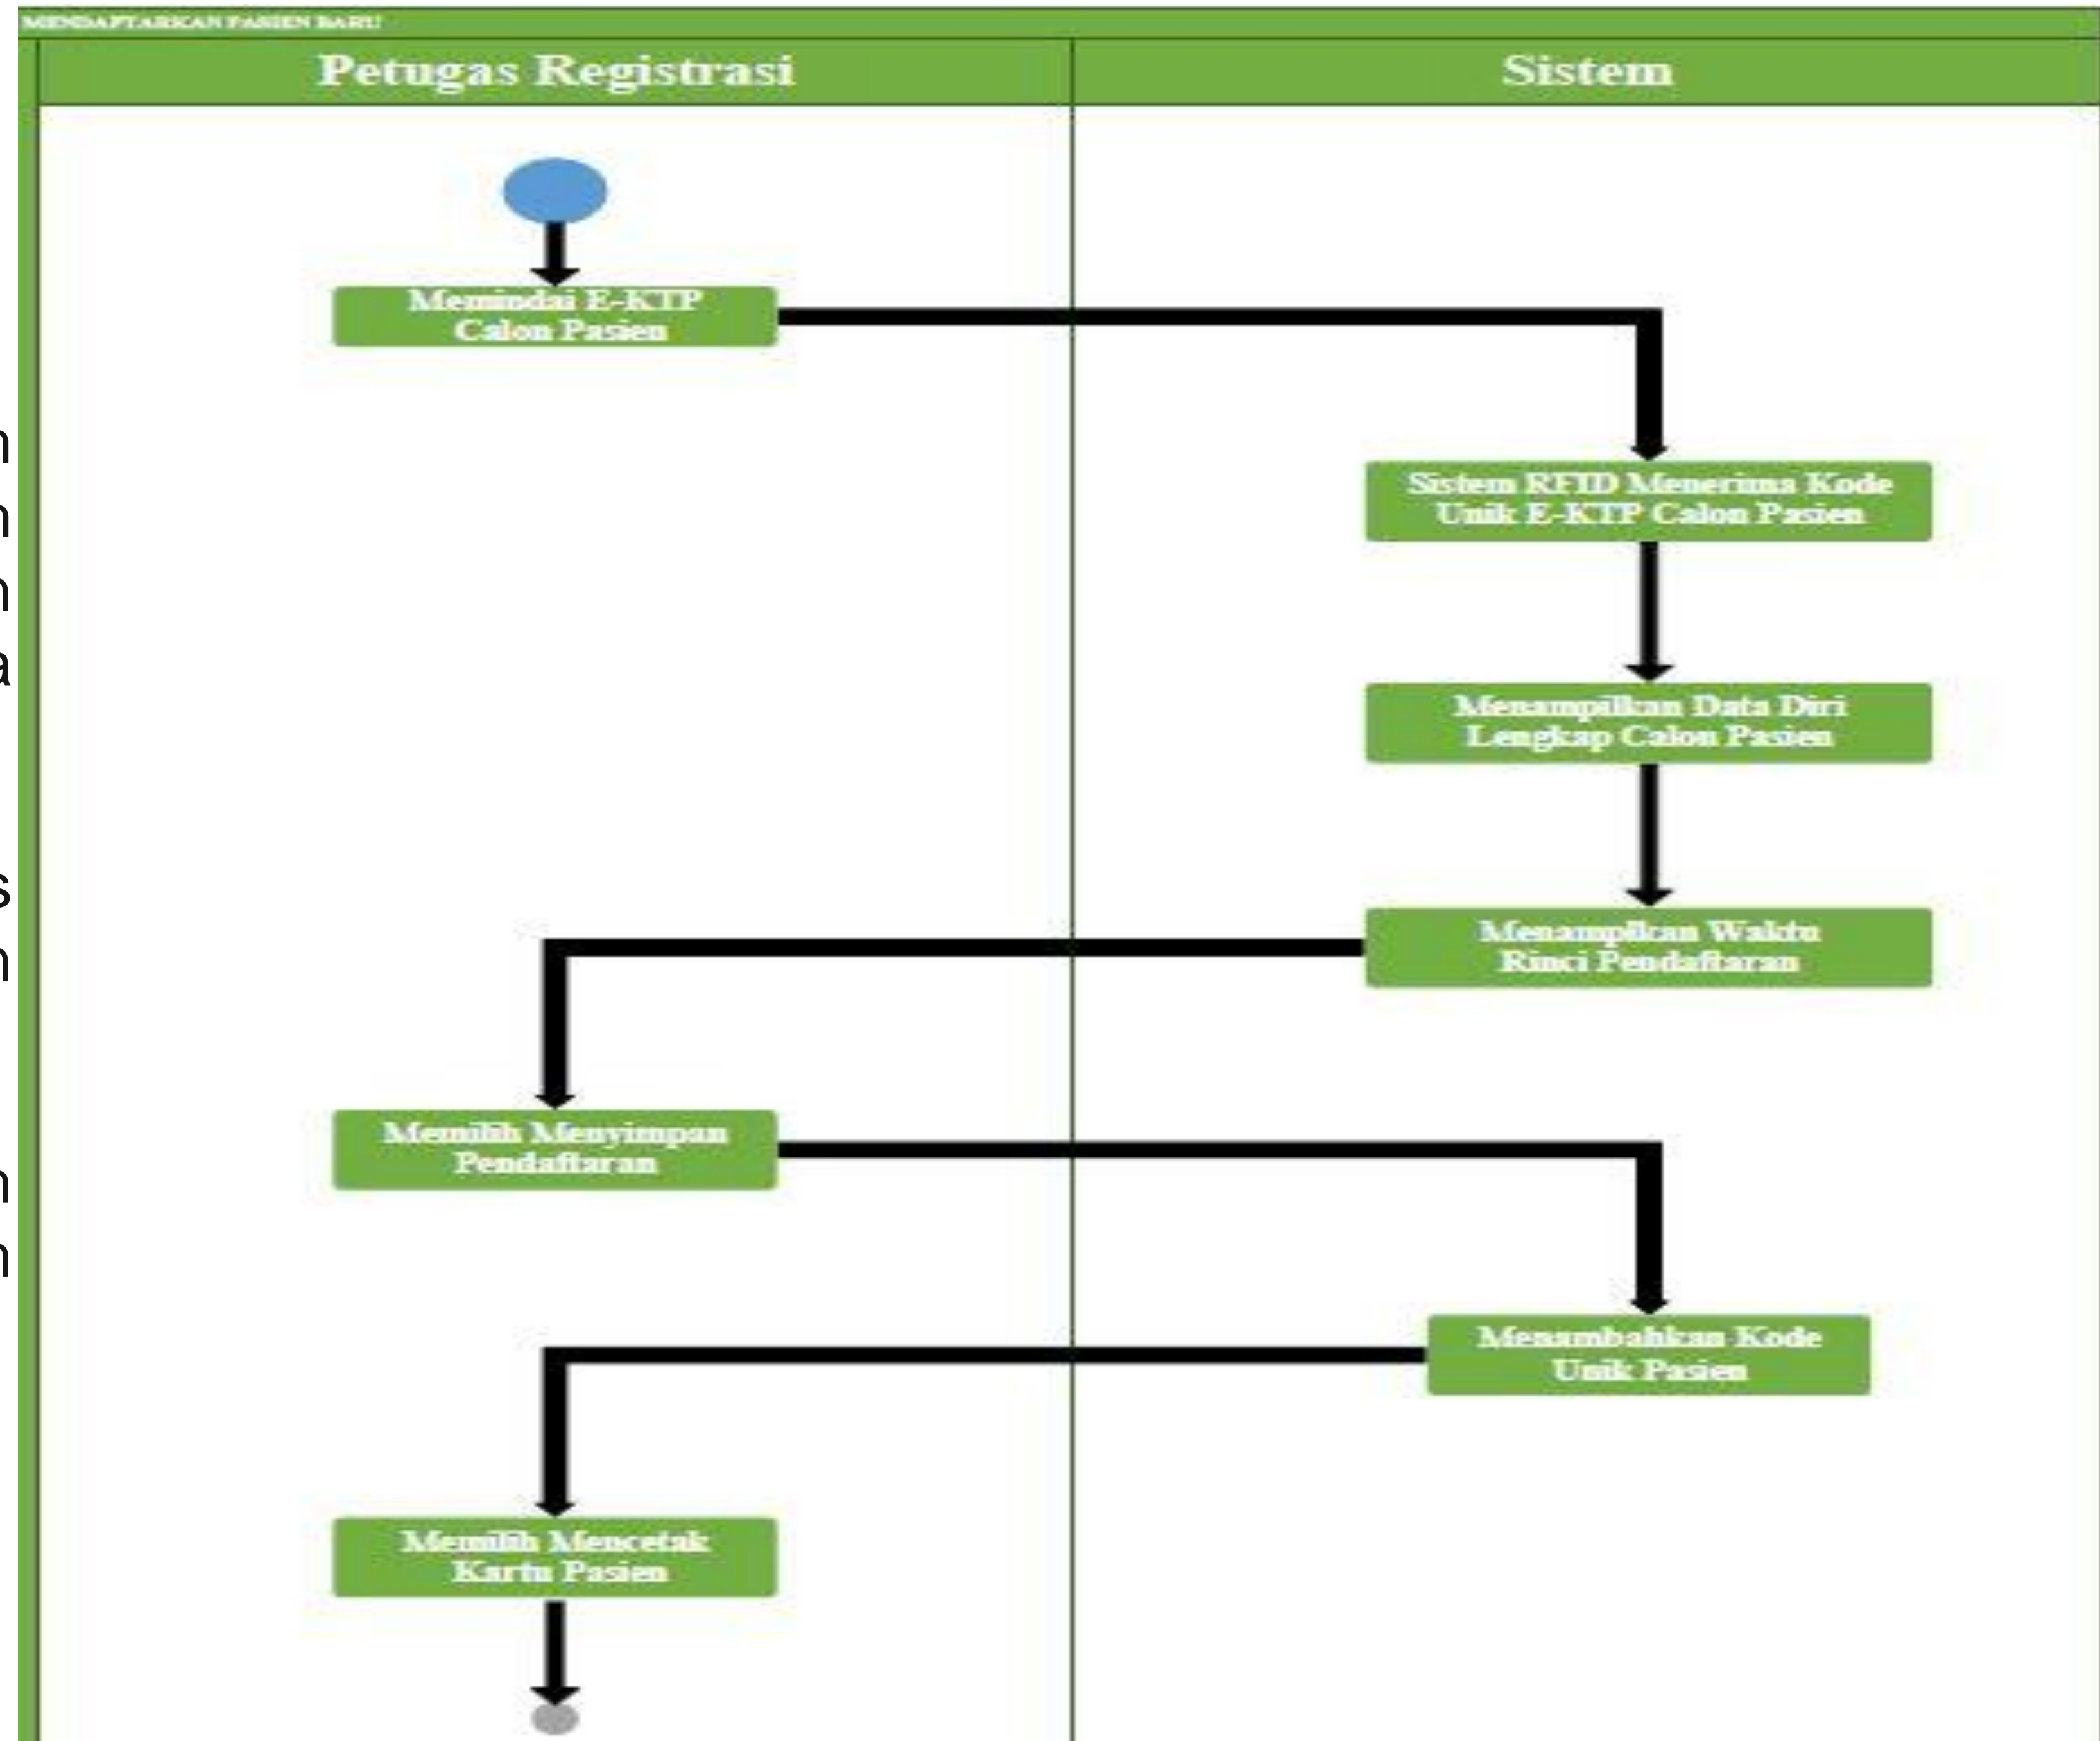 MENDAFTARKAN PASIEN BARU
Petugas Registrasi
Sistem
Memindai E-KTP
Calon Pasien
Sistem RFID Menerima Kode
Unik E-KTP Calon Pasien
Menampilkan Data Diri
Lengkap Calon Pasien
Menampilkan Waktu
Rinci Pendaftaran
Memilih Menyimpan
Pendaftaran
Menambahkan Kode
Unik Pasien
Memilih Mencetak
Kartu Pasien